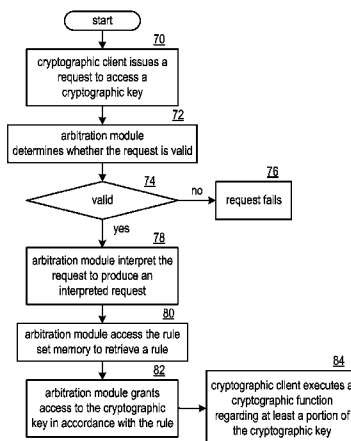 start
70
cryptographic client issues a
request to access a
cryptographic key
72
arbitration module
determines whether the request is valid
74
valid
no
76
request fails
yes
78
arbitration module interpret the
request to produce an
interpreted request
80
arbitration module access the rule
set memory to retrieve a rule
82
arbitration module grants
access to the cryptographic
key in accordance with the rule
84
cryptographic client executes a
cryptographic function
regarding at least a portion of
the cryptographic key